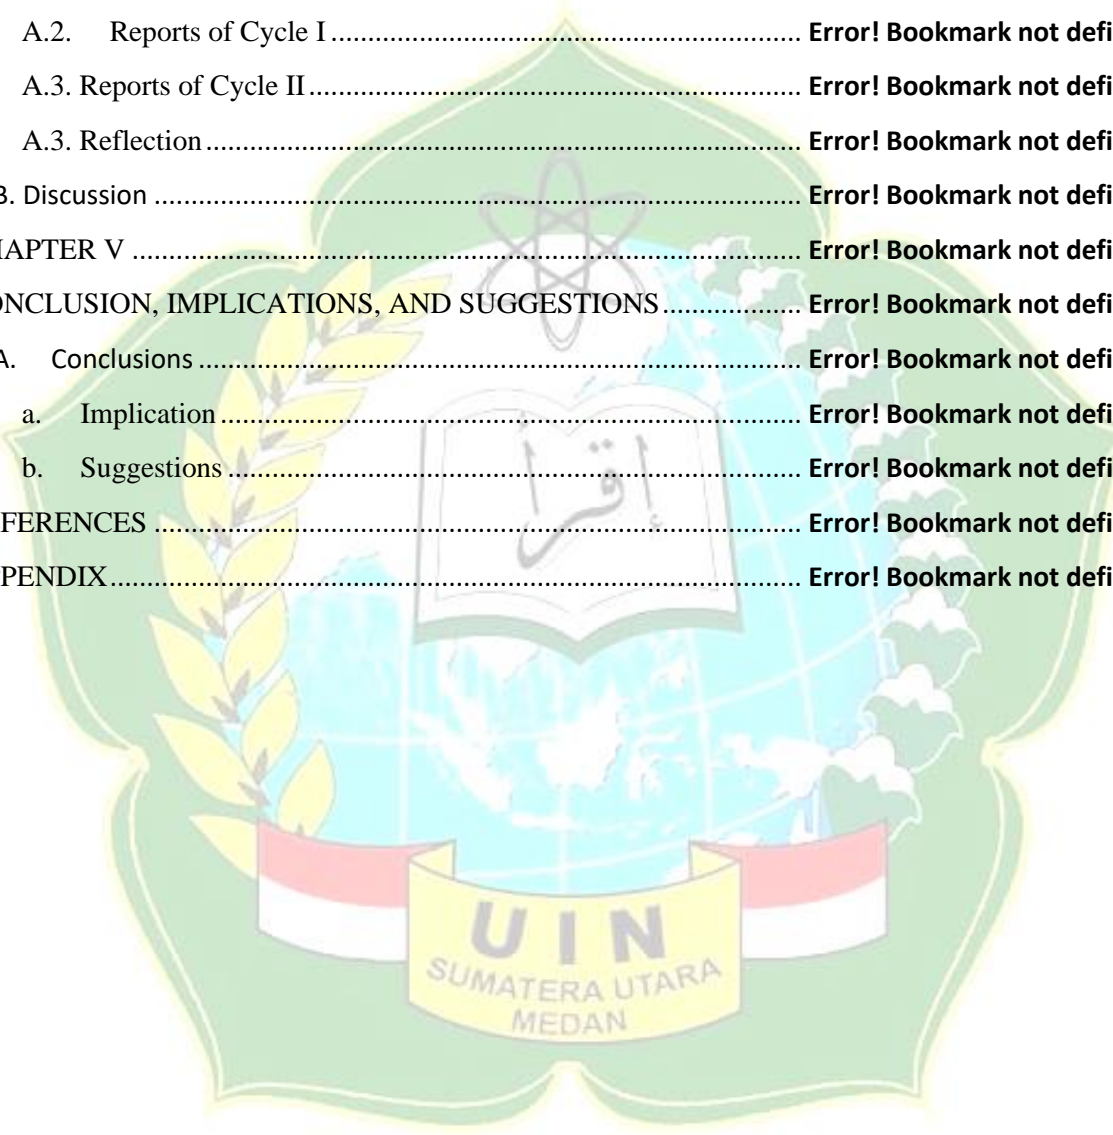 A.2. Reports of Cycle I ........................................................................ Error! Bookmark not defi
A.3. Reports of Cycle II ........................................................................... Error! Bookmark not defi
A.3. Reflection ......................................................................................... Error! Bookmark not defi
B. Discussion ................................................................................................ Error! Bookmark not defi
HAPTER V .................................................................................................... Error! Bookmark not defi
ONCLUSION, IMPLICATIONS, AND SUGGESTIONS .................... Error! Bookmark not defi
A. Conclusions .......................................................................................... Error! Bookmark not defi
a. Implication ....................................................................................... Error! Bookmark not defi
b. Suggestions ...................................................................................... Error! Bookmark not defi
FERENCES ................................................................................................. Error! Bookmark not defi
PENDIX ........................................................................................................ Error! Bookmark not defi
إقرأ
UIN
SUMATERA UTARA
MEDAN